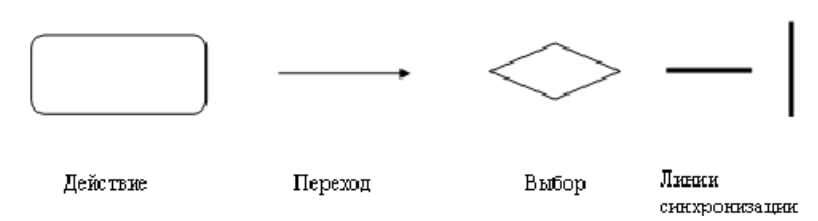 Действие
Переход
Выбор
Линии
синхронизации